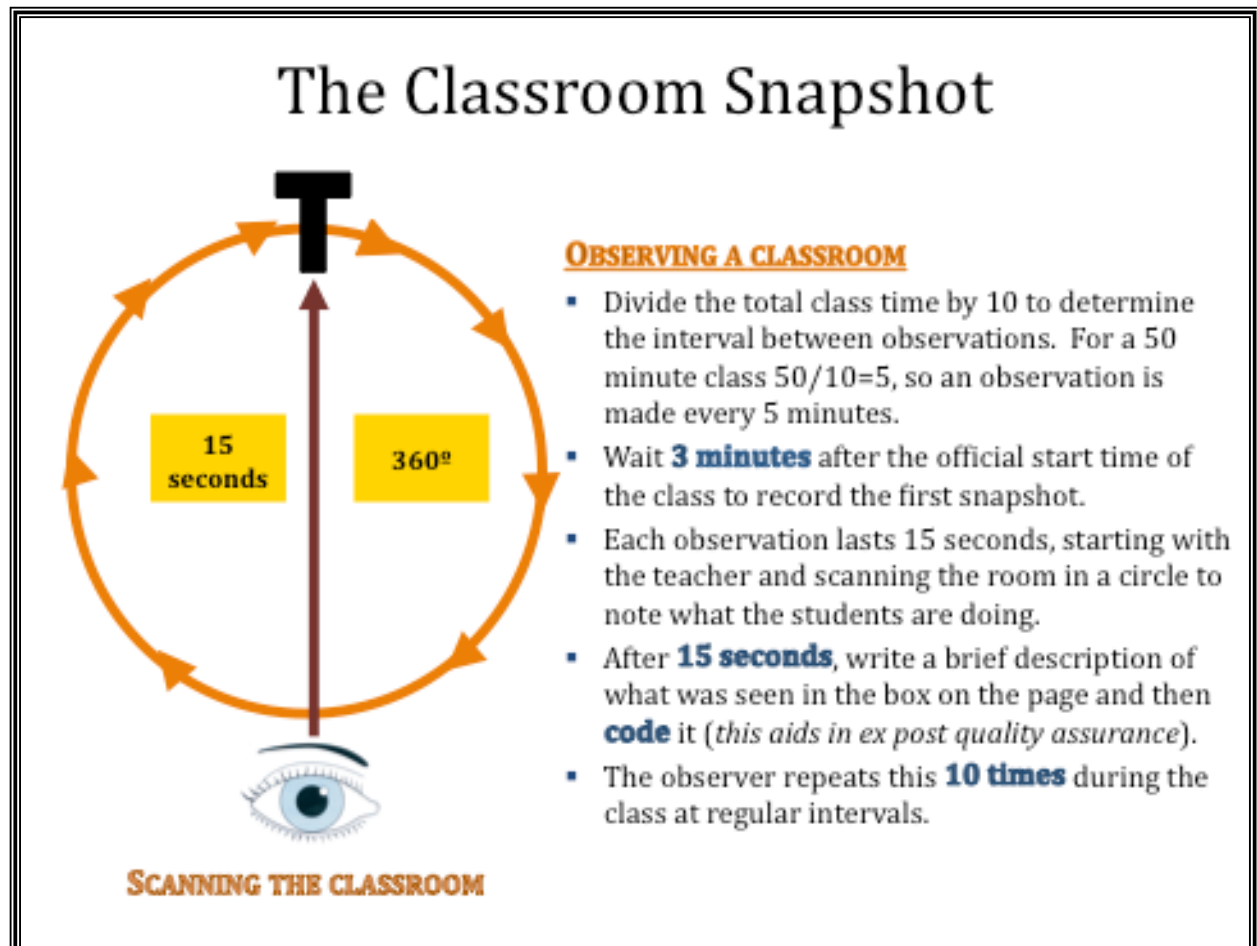 The Classroom Snapshot
T
15
seconds
360º
SCANNING THE CLASSROOM
OBSERVING A CLASSROOM
▪ Divide the total class time by 10 to determine
the interval between observations.  For a 50
minute class 50/10=5, so an observation is
made every 5 minutes.
▪ Wait 3 minutes after the official start time of
the class to record the first snapshot.
▪ Each observation lasts 15 seconds, starting with
the teacher and scanning the room in a circle to
note what the students are doing.
▪ After 15 seconds, write a brief description of
what was seen in the box on the page and then
code it (this aids in ex post quality assurance).
▪ The observer repeats this 10 times during the
class at regular intervals.